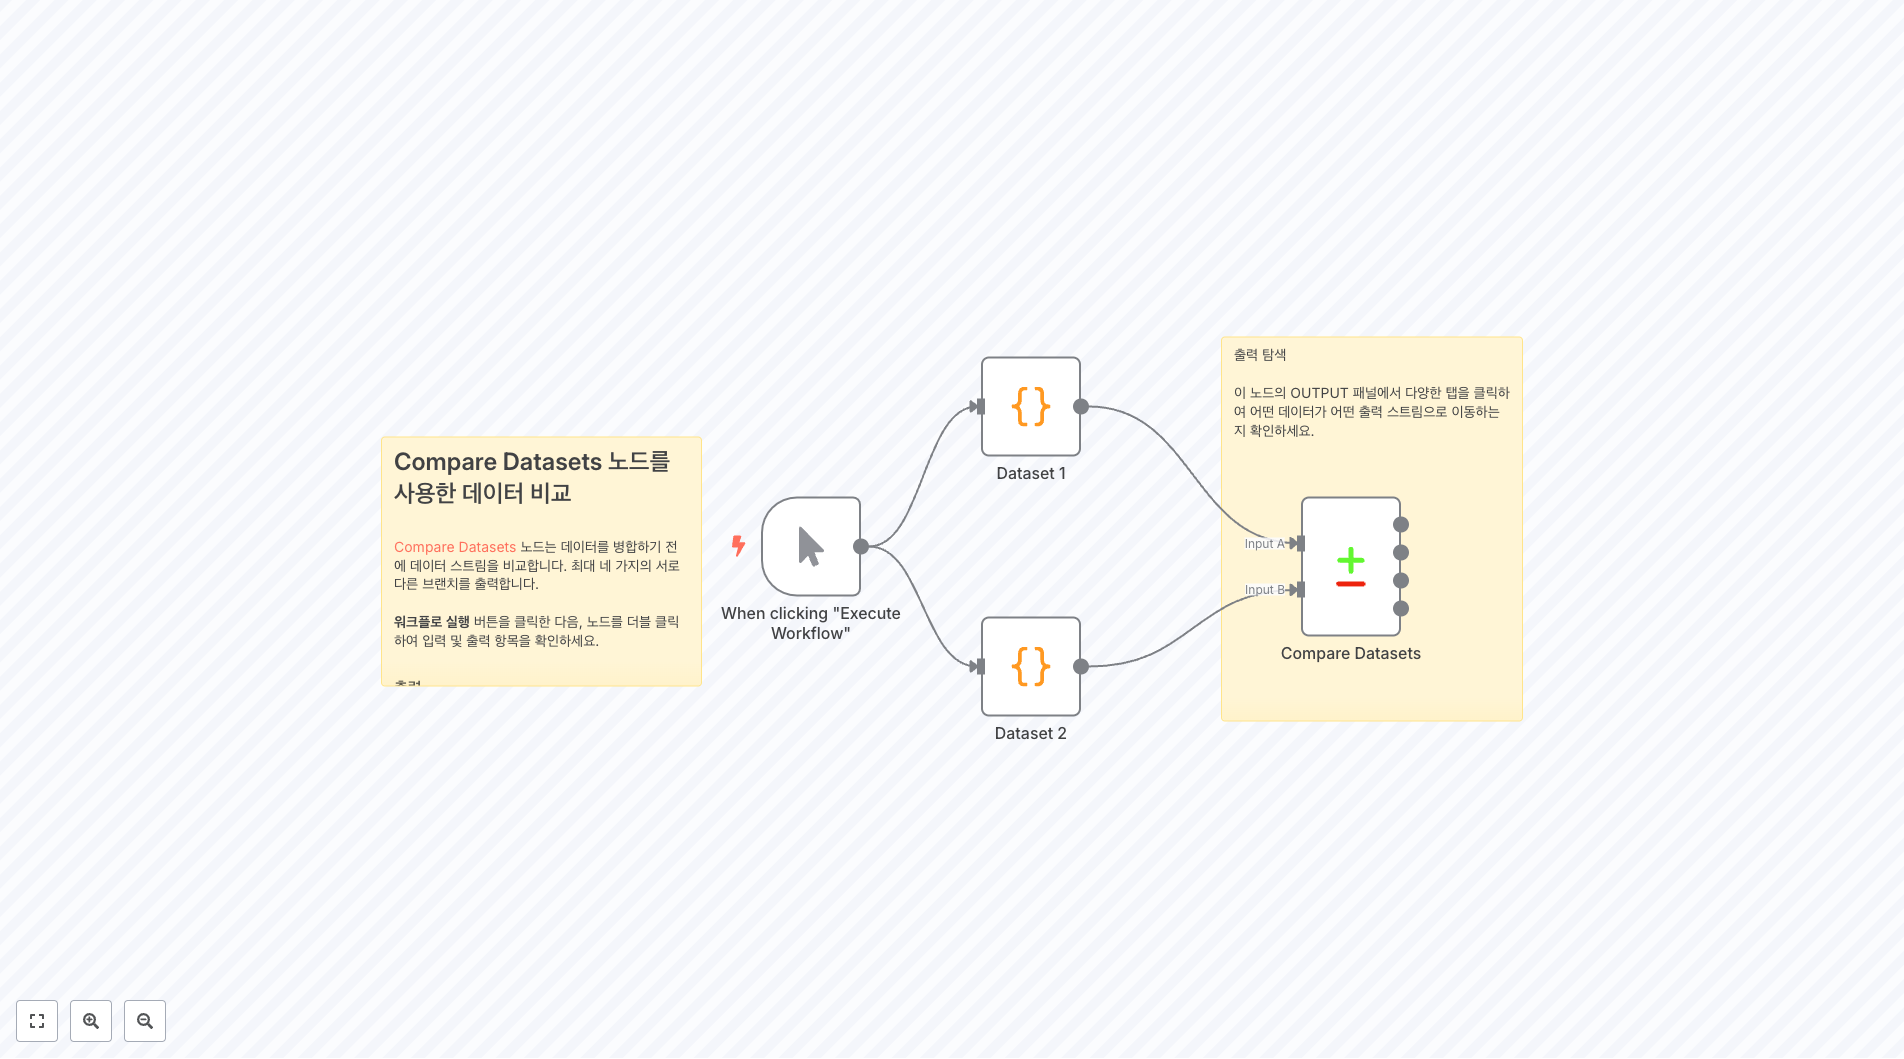 Compare Datasets 노드를
사용한 데이터 비교
Compare Datasets 노드는 데이터를 병합하기 전
에 데이터 스트림을 비교합니다. 최대 네 가지의 서로
다른 브랜치를 출력합니다.
워크플로 실행 버튼을 클릭한 다음, 노드를 더블 클릭
하여 입력 및 출력 항목을 확인하세요.
출력
When clicking "Execute
Workflow"
{}
Dataset 1
{}
Dataset 2
출력 탐색
이 노드의 OUTPUT 패널에서 다양한 탭을 클릭하
여 어떤 데이터가 어떤 출력 스트림으로 이동하는
지 확인하세요.
Input A
Input B
Compare Datasets